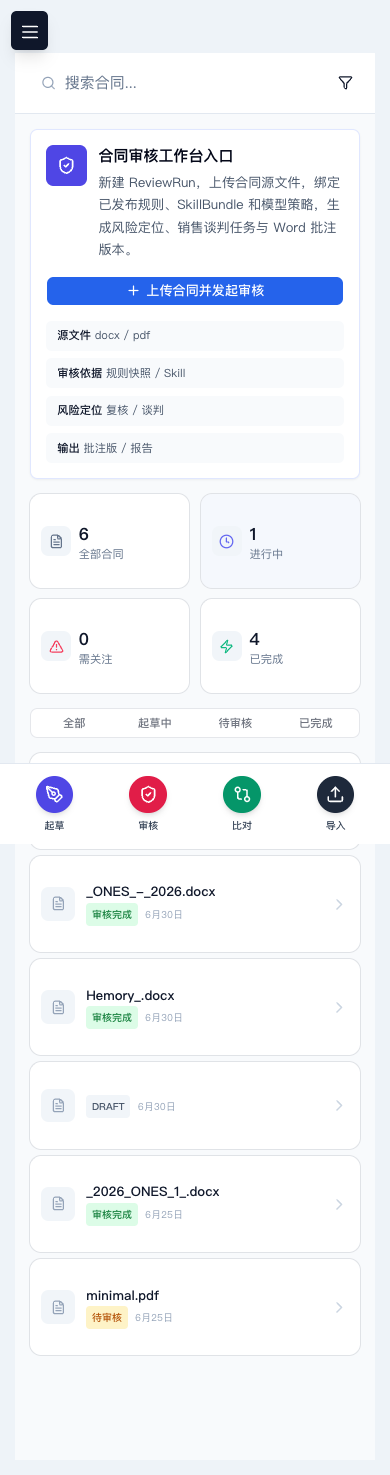 搜索合同...
合同审核工作台入口
新建 ReviewRun，上传合同源文件，绑定
已发布规则、SkillBundle 和模型策略，生
成风险定位、销售谈判任务与 Word 批注
版本。
+ 上传合同并发起审核
源文件 docx / pdf
审核依据 规则快照 / Skill
风险定位 复核 / 谈判
输出 批注版 / 报告
6
全部合同
1
进行中
0
需关注
4
已完成
全部 起草中 待审核 已完成
起草 审核 比对 导入
_ONES_-_2026.docx
审核完成 6月30日
Hemory_.docx
审核完成 6月30日
DRAFT 6月30日
_2026_ONES_1_.docx
审核完成 6月25日
minimal.pdf
待审核 6月25日